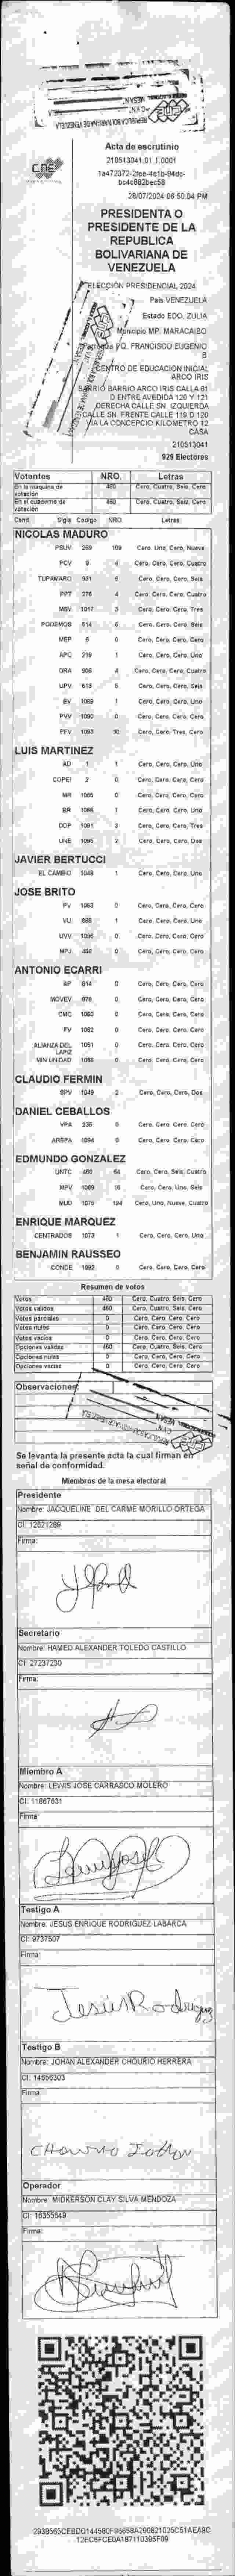 CNE
Acta de escrutinio
210513041.01.1.0001
28/07/2024 06:50:04 PM
PRESIDENTA O
PRESIDENTE DE LA
REPUBLICA
BOLIVARIANA DE
VENEZUELA
ELECCIÓN PRESIDENCIAL 2024
País VENEZUELA
Estado EDO. ZULIA
Municipio MP. MARACAIBO
Parroquia PQ. FRANCISCO EUGENIO
B
CENTRO DE EDUCACIÓN INICIAL
ARCO IRIS
BARRIO BARRIO ARCO IRIS CALLA 81
D ENTRE AVEDIDA 120 Y 121
DERECHA CALLE SN. IZQUIERDA
CALLE SN FRENTE CALLE 119 D 120
VIA LA CONCEPCIO KILOMETRO 12
CASA
210513041
929 Electores
Votantes NRO. Letras
En la maquina de votación 460 Cero, Cuatro, Seis, Cero
En el cuaderno de votación 460 Cero, Cuatro, Seis, Cero
Cand Sigla Codigo NRO. Letras
NICOLAS MADURO
PSUV 269 109 Cero, Uno, Cero, Nueve
PCV 9 4 Cero, Cero, Cero, Cuatro
TUPAMARO 931 6 Cero, Cero, Cero, Seis
PPT 276 4 Cero, Cero, Cero, Cuatro
MSV 1017 3 Cero, Cero, Cero, Tres
PODEMOS 514 6 Cero, Cero, Cero, Seis
MEP 6 0 Cero, Cero, Cero, Cero
APC 219 1 Cero, Cero, Cero, Uno
ORA 906 4 Cero, Cero, Cero, Cuatro
UPV 613 6 Cero, Cero, Cero, Seis
EV 1089 1 Cero, Cero, Cero, Uno
PVV 1090 0 Cero, Cero, Cero, Cero
PFV 1093 30 Cero, Cero, Tres, Cero
LUIS MARTINEZ
AD 1 1 Cero, Cero, Cero, Uno
COPEI 2 0 Cero, Cero, Cero, Cero
MR 1065 0 Cero, Cero, Cero, Cero
BR 1066 1 Cero, Cero, Cero, Uno
DDP 1091 3 Cero, Cero, Cero, Tres
UNE 1096 2 Cero, Cero, Cero, Dos
JAVIER BERTUCCI
EL CAMBIO 1048 1 Cero, Cero, Cero, Uno
JOSE BRITO
PV 1083 0 Cero, Cero, Cero, Cero
VU 868 1 Cero, Cero, Cero, Uno
UVV 1036 0 Cero, Cero, Cero, Cero
MPJ 458 0 Cero, Cero, Cero, Cero
ANTONIO ECARRI
AP 814 0 Cero, Cero, Cero, Cero
MOVEV 879 0 Cero, Cero, Cero, Cero
CMC 1060 0 Cero, Cero, Cero, Cero
FV 1082 0 Cero, Cero, Cero, Cero
ALIANZA DEL LAPIZ 1051 0 Cero, Cero, Cero, Cero
MIN UNIDAD 1058 0 Cero, Cero, Cero, Cero
CLAUDIO FERMIN
SPV 1049 2 Cero, Cero, Cero, Dos
DANIEL CEBALLOS
VPA 235 0 Cero, Cero, Cero, Cero
AREPA 1094 0 Cero, Cero, Cero, Cero
EDMUNDO GONZALEZ
UNTC 460 64 Cero, Cero, Seis, Cuatro
MPV 1009 16 Cero, Cero, Uno, Seis
MUD 1075 194 Cero, Uno, Nueve, Cuatro
ENRIQUE MARQUEZ
CENTRADOS 1073 1 Cero, Cero, Cero, Uno
BENJAMIN RAUSSEO
CONDE 1092 0 Cero, Cero, Cero, Cero
Resumen de votos
Votos 460 Cero, Cuatro, Seis, Cero
Votos validos 460 Cero, Cuatro, Seis, Cero
Votos parciales 0 Cero, Cero, Cero, Cero
Votos nulos 0 Cero, Cero, Cero, Cero
Votos vacios 0 Cero, Cero, Cero, Cero
Opciones validas 460 Cero, Cuatro, Seis, Cero
Opciones nulas 0 Cero, Cero, Cero, Cero
Opciones vacias 0 Cero, Cero, Cero, Cero
Observaciones
Se levanta la presente acta la cual firman en
señal de conformidad.
Miembros de la mesa electoral
Presidente
Nombre: JACQUELINE DEL CARME MORILLO ORTEGA
CI: 12621289
Firma:
Secretario
Nombre: HAMED ALEXANDER TOLEDO CASTILLO
CI: 27237230
Firma:
Miembro A
Nombre: LEWIS JOSE CARRASCO MOLERO
CI: 11867631
Firma:
Testigo A
Nombre: JESUS ENRIQUE RODRIGUEZ LABARCA
CI: 9737507
Firma:
Jesus Rodriguez
Testigo B
Nombre: JOHAN ALEXANDER CHOURIO HERRERA
CI: 14656303
Firma:
Chourio Johan
Operador
Nombre: MIDKERSON CLAY SILVA MENDOZA
CI: 16355649
Firma: